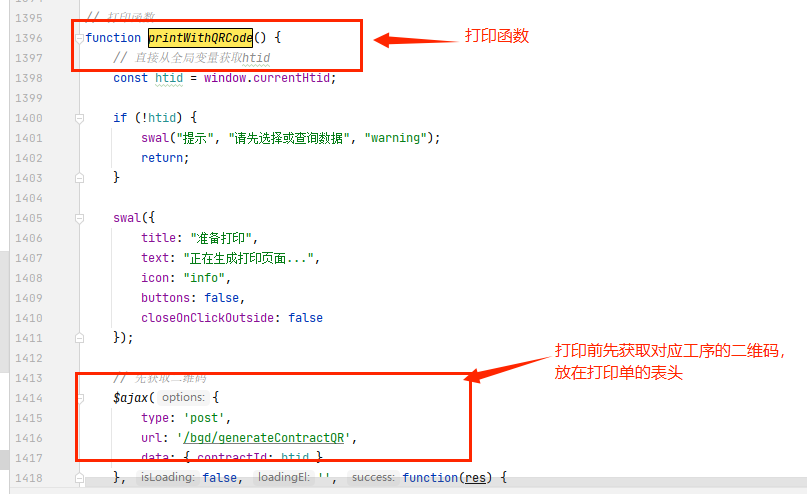 1395 // 打印函数
1396 function printWithQRCode() {
打印函数
1397 // 直接从全局变量获取htid
1398 const htid = window.currentHtid;
1399
1400 if (!htid) {
1401 swal("提示", "请先选择或查询数据", "warning");
1402 return;
1403 }
1404
1405 swal({
1406 title: "准备打印",
1407 text: "正在生成打印页面...",
1408 icon: "info",
1409 buttons: false,
1410 closeOnClickOutside: false
1411 });
1412
打印前先获取对应工序的二维码,
放在打印单的表头
1413 // 先获取二维码
1414 $ajax( options: {
1415 type: 'post',
1416 url: '/bgd/generateContractQR',
1417 data: { contractId: htid }
1418 }, isLoading: false, loadingEl: '', success: function(res) {